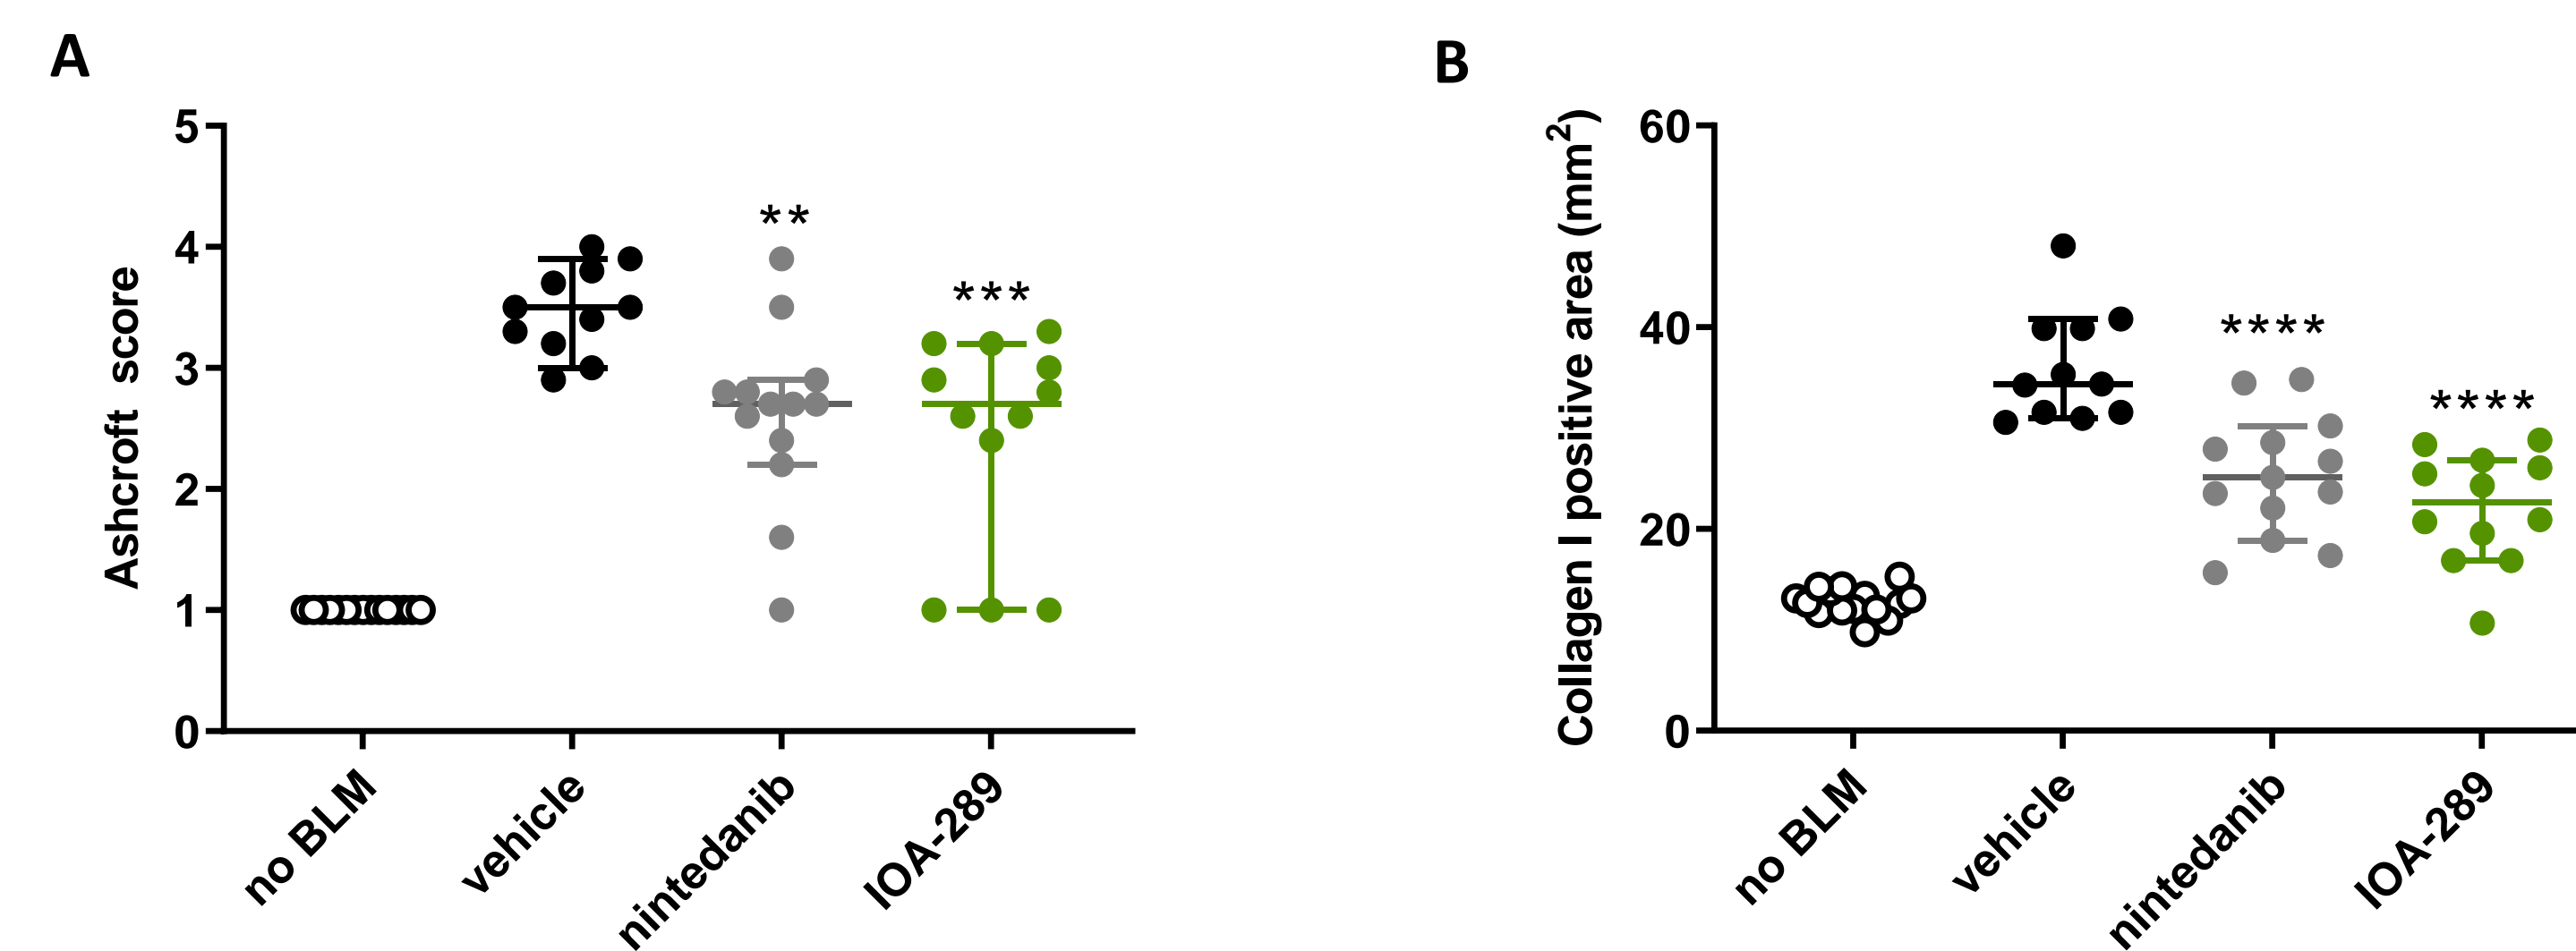 A
Ashcroft score
5
4
3
2
1
0
**
***
no BLM
vehicle
nintedanib
IOA-289
B
Collagen I positive area (mm²)
60
40
20
0
****
****
no BLM
vehicle
nintedanib
IOA-289